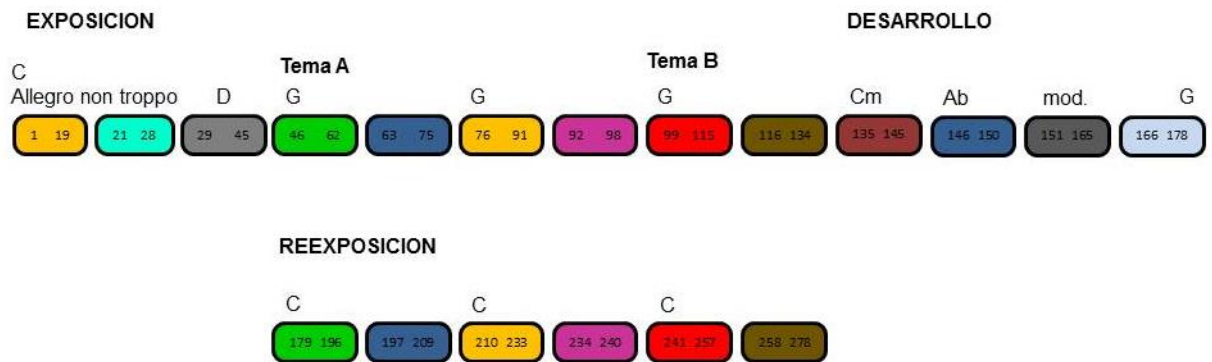 EXPOSICION DESARROLLO
Tema A Tema B
C
Allegro non troppo D G G G Cm Ab mod. G
1 19 21 28 29 45 46 62 63 75 76 91 92 98 99 115 116 134 135 145 146 150 151 165 166 178
REEXPOSICION
C C C
179 196 197 209 210 233 234 240 241 257 258 278